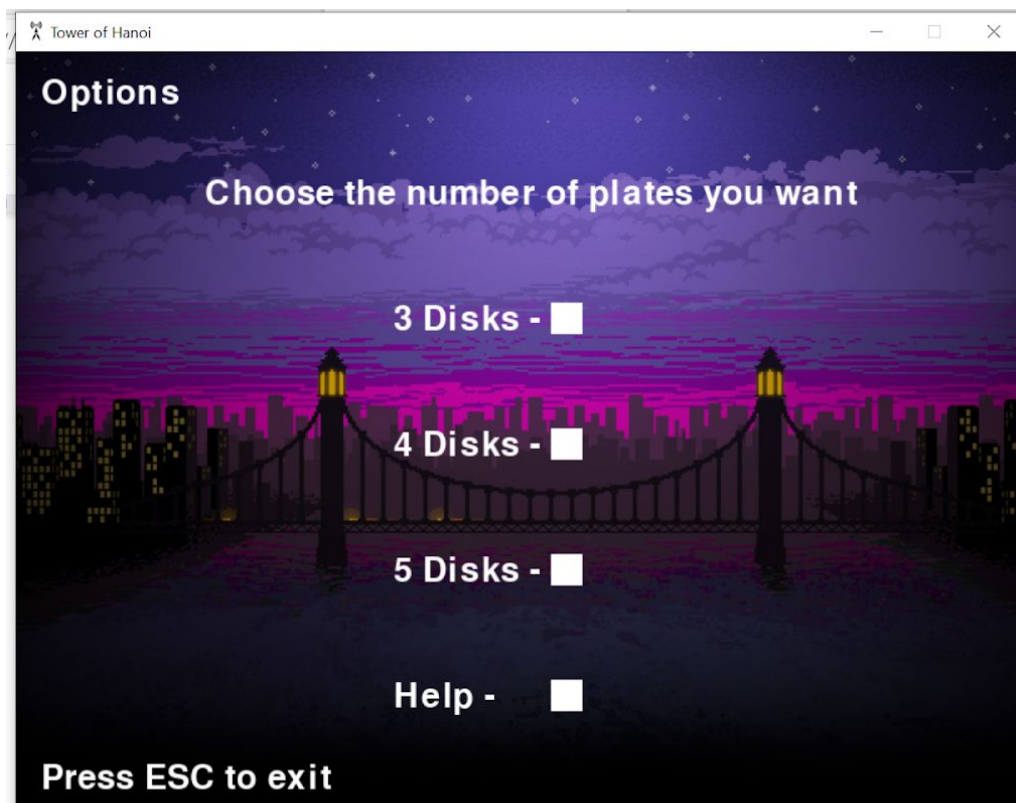 Tower of Hanoi
Options
Choose the number of plates you want
3 Disks -
4 Disks -
5 Disks -
Help -
Press ESC to exit